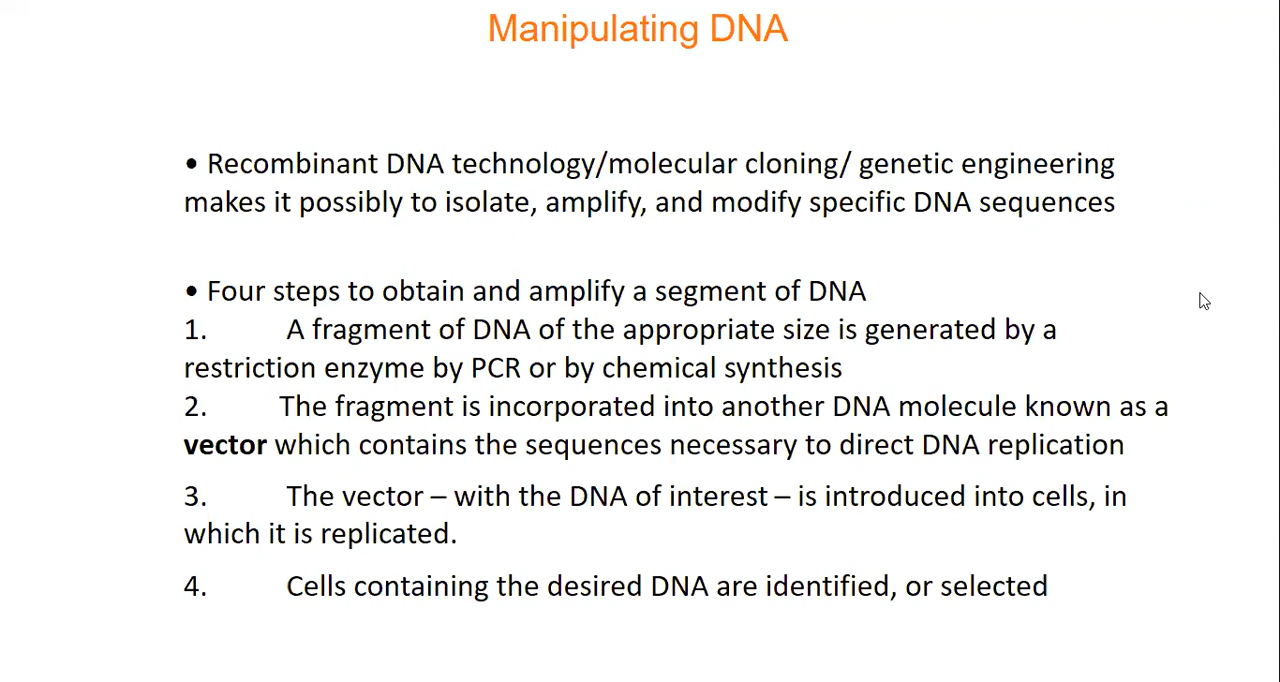 Manipulating DNA
• Recombinant DNA technology/molecular cloning/ genetic engineering
makes it possibly to isolate, amplify, and modify specific DNA sequences
• Four steps to obtain and amplify a segment of DNA
1. A fragment of DNA of the appropriate size is generated by a
restriction enzyme by PCR or by chemical synthesis
2. The fragment is incorporated into another DNA molecule known as a
vector which contains the sequences necessary to direct DNA replication
3. The vector – with the DNA of interest – is introduced into cells, in
which it is replicated.
4. Cells containing the desired DNA are identified, or selected